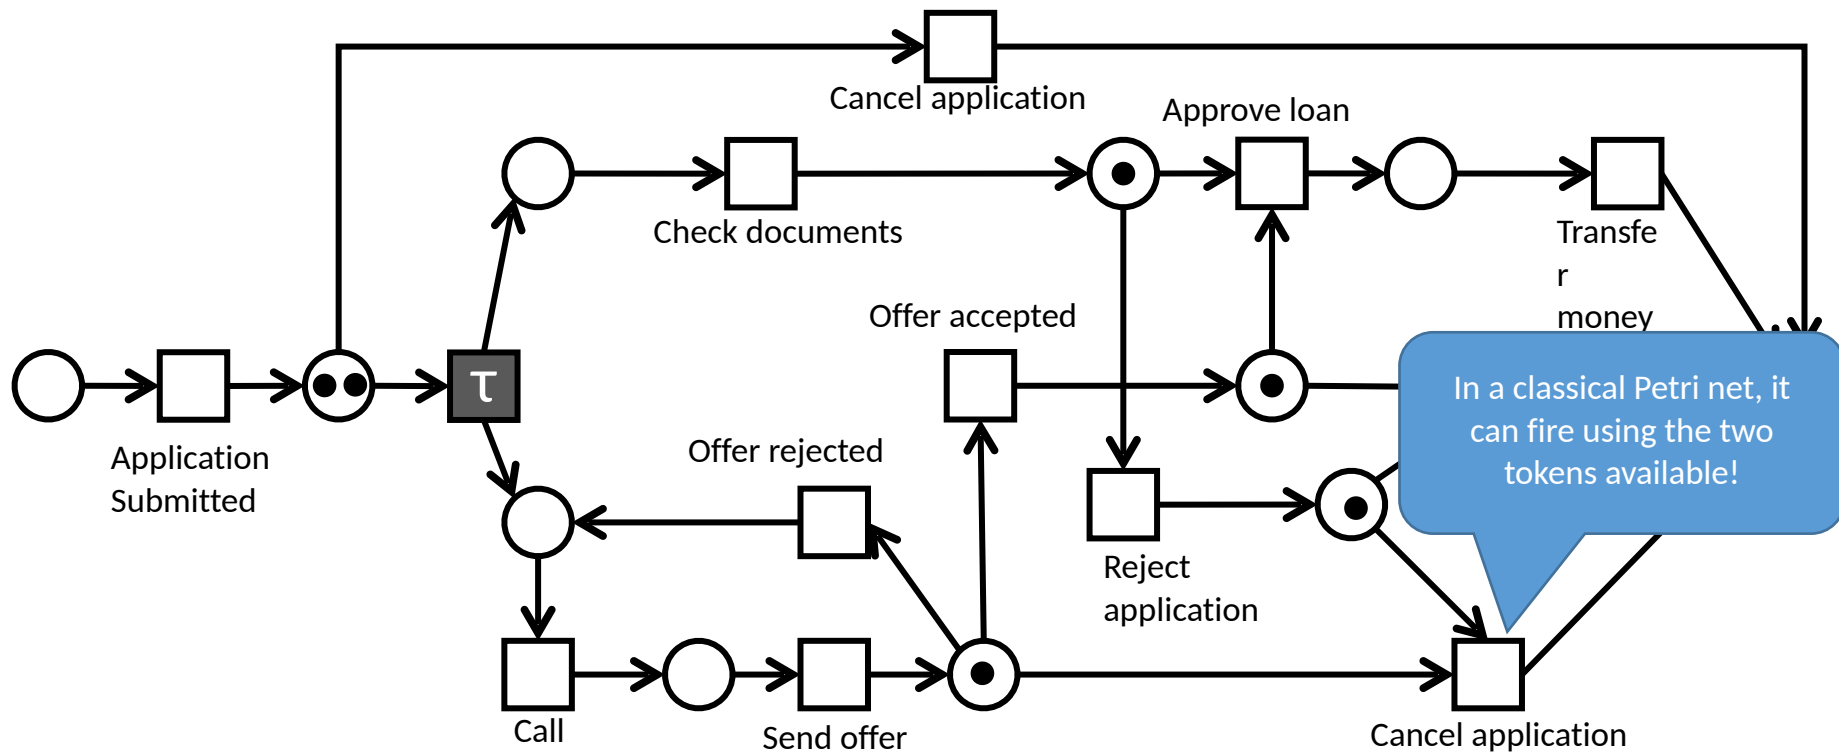 Cancel application
Approve loan
Check documents
Transfe
r
money
Offer accepted
τ
In a classical Petri net, it
can fire using the two
tokens available!
Application
Submitted
Offer rejected
Reject
application
Call
Send offer
Cancel application